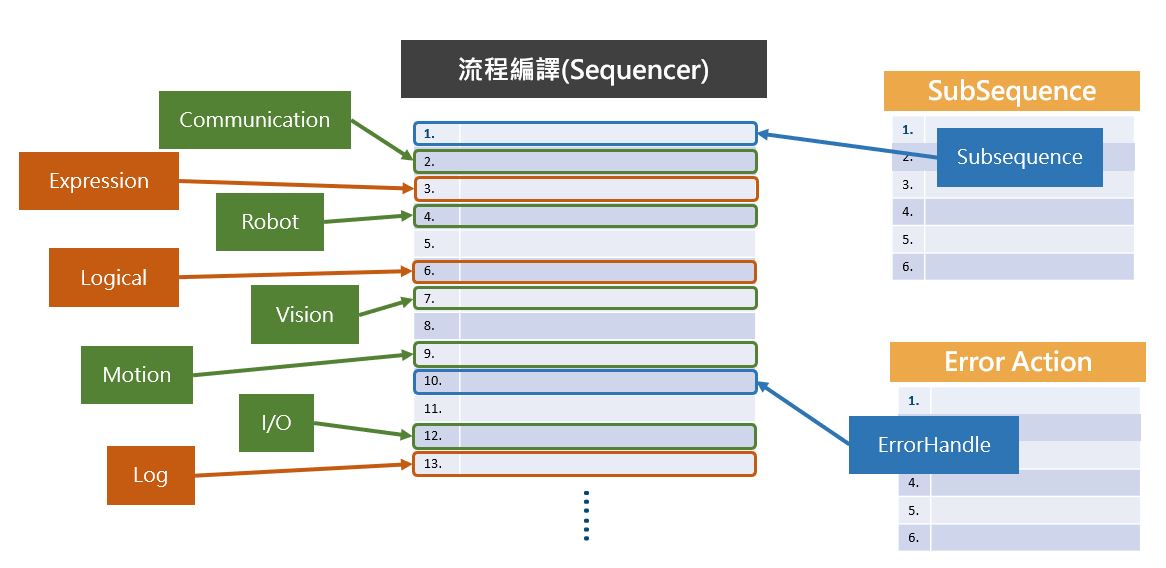 流程編譯(Sequencer)
Communication
Expression
Robot
Logical
Vision
Motion
I/O
Log
1.
2.
3.
4.
5.
6.
7.
8.
9.
10.
11.
12.
13.
SubSequence
1.
2.
3.
4.
5.
6.
Subsequence
Error Action
1.
4.
5.
6.
ErrorHandle